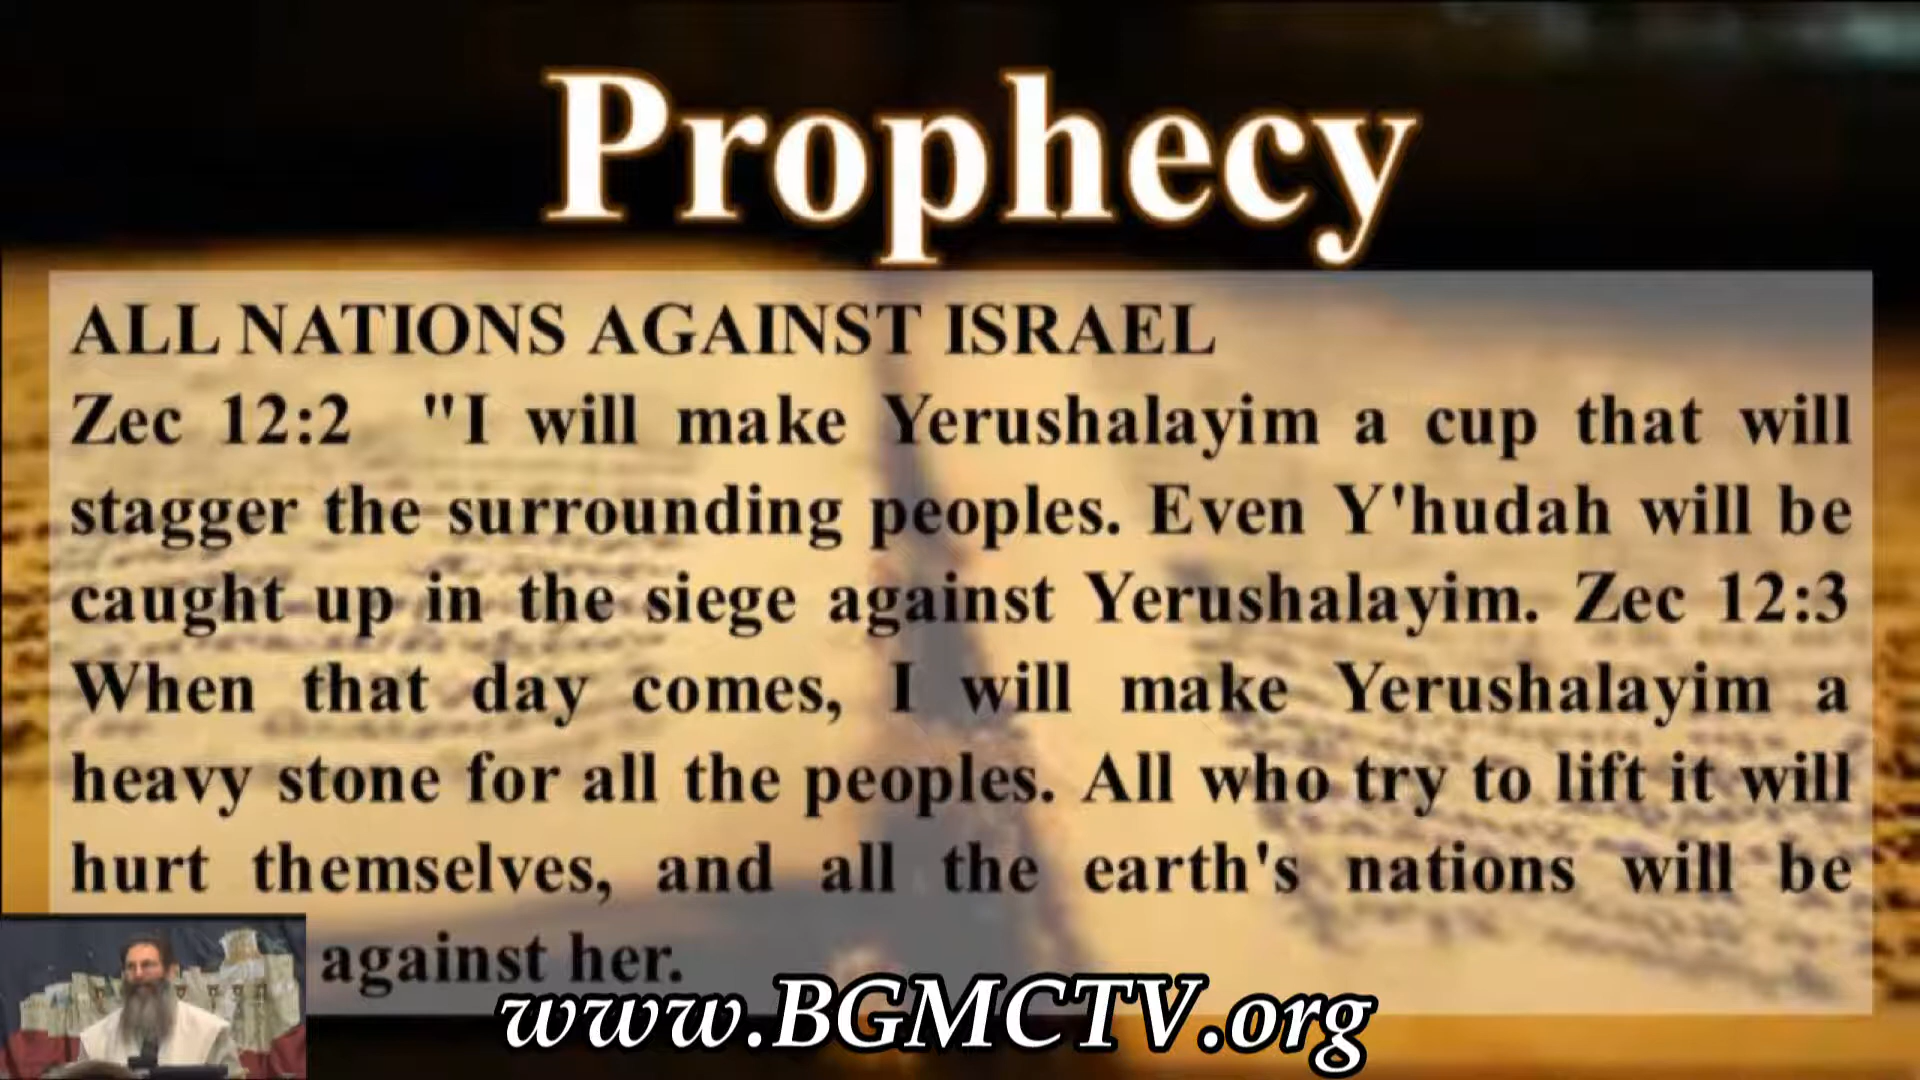 Prophecy
ALL NATIONS AGAINST ISRAEL
Zec 12:2 "I will make Yerushalayim a cup that will
stagger the surrounding peoples. Even Y'hudah will be
caught up in the siege against Yerushalayim. Zec 12:3
When that day comes, I will make Yerushalayim a
heavy stone for all the peoples. All who try to lift it will
hurt themselves, and all the earth's nations will be
against her.
www.BGMCTV.org